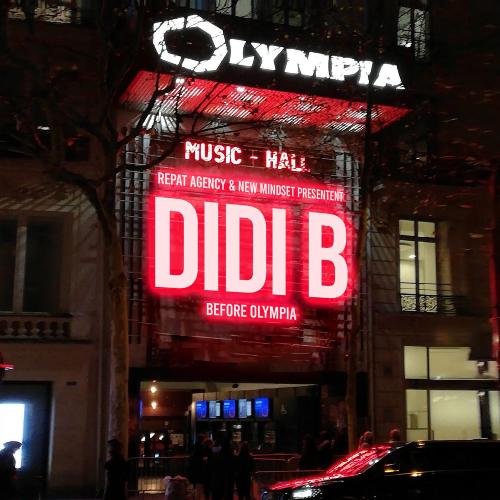 OLYMPIA
MUSIC - HALL
REPAT AGENCY & NEW MINDSET PRESENTENT
DIDI B
BEFORE OLYMPIA